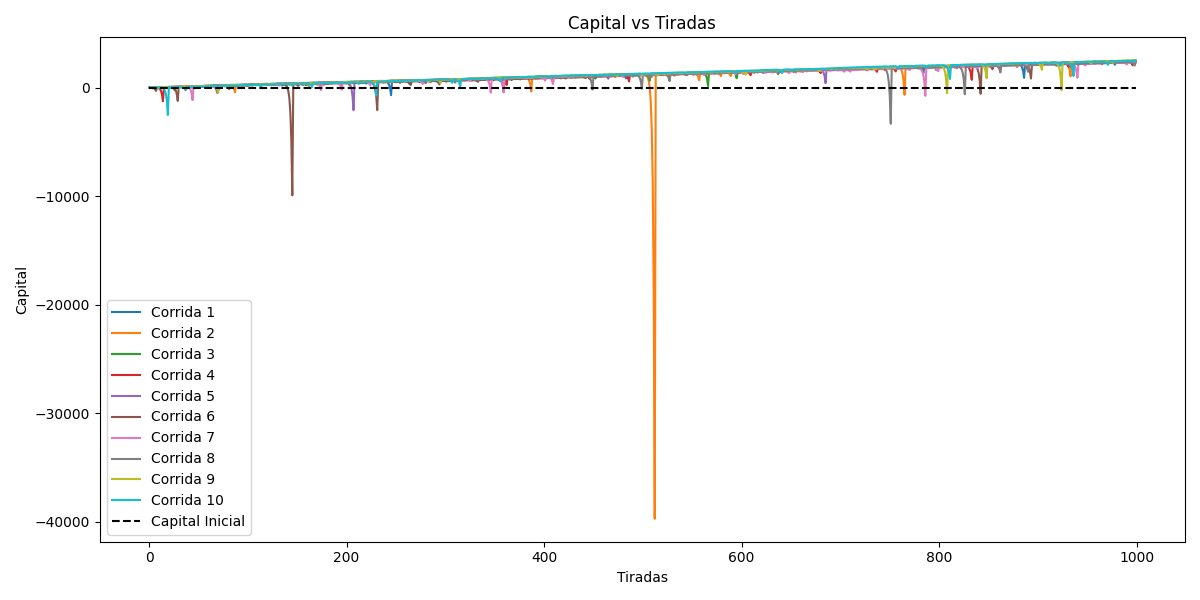 Capital vs Tiradas
Capital
0
−10000
−20000
−30000
−40000
Corrida 1
Corrida 2
Corrida 3
Corrida 4
Corrida 5
Corrida 6
Corrida 7
Corrida 8
Corrida 9
Corrida 10
Capital Inicial
0 200 400 600 800 1000
Tiradas